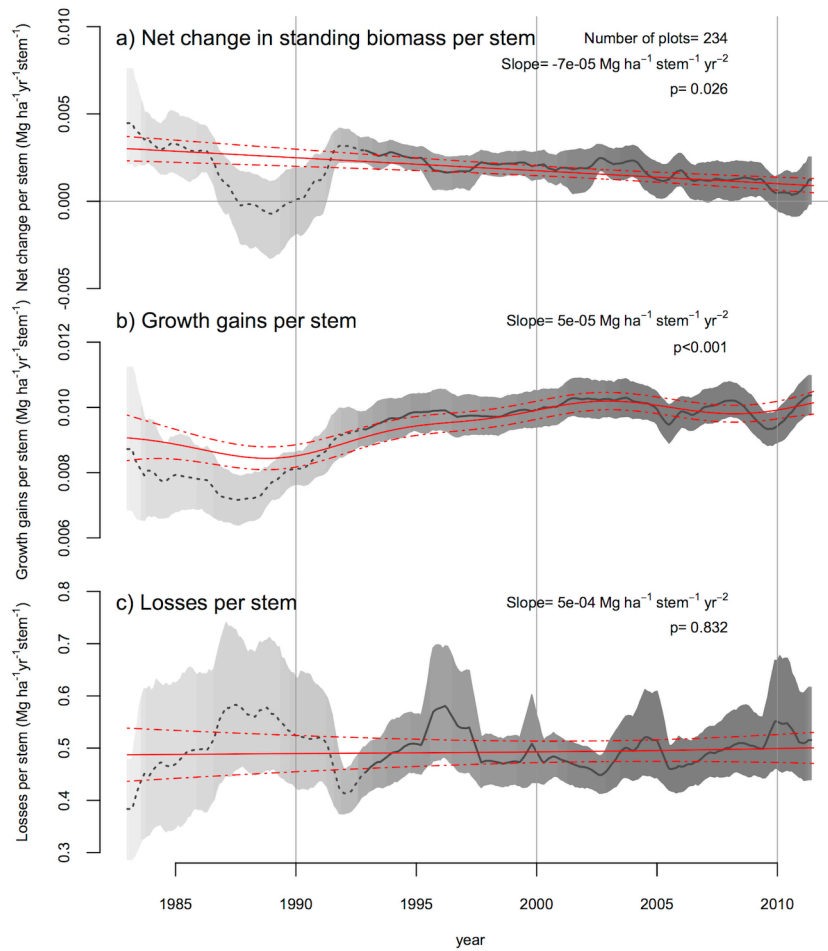 a) Net change in standing biomass per stem
Number of plots= 234
Slope= -7e-05 Mg ha⁻¹ stem⁻¹ yr⁻²
p= 0.026
Net change per stem (Mg ha⁻¹yr⁻¹stem⁻¹)
0.010
0.005
0.000
-0.005
b) Growth gains per stem
Slope= 5e-05 Mg ha⁻¹ stem⁻¹ yr⁻²
p<0.001
Growth gains per stem (Mg ha⁻¹yr⁻¹stem⁻¹)
0.012
0.010
0.008
0.006
c) Losses per stem
Slope= 5e-04 Mg ha⁻¹ stem⁻¹ yr⁻²
p= 0.832
Losses per stem (Mg ha⁻¹yr⁻¹stem⁻¹)
0.8
0.7
0.6
0.5
0.4
0.3
1985 1990 1995 2000 2005 2010
year